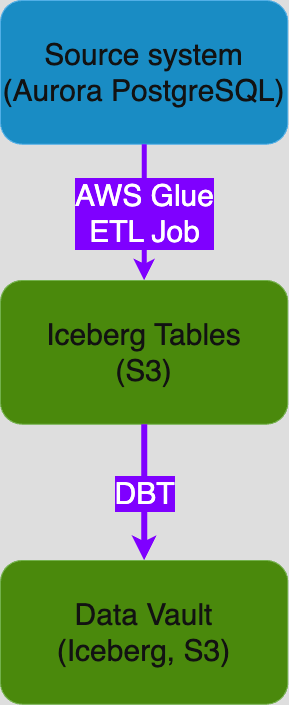 Source system
(Aurora PostgreSQL)
AWS Glue
ETL Job
Iceberg Tables
(S3)
DBT
Data Vault
(Iceberg, S3)